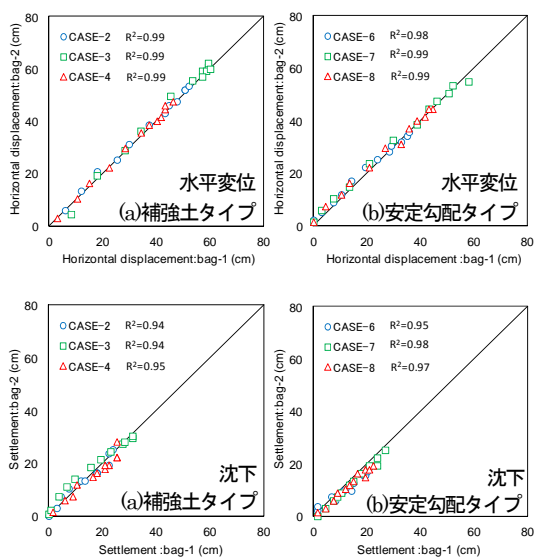 80
60
40
20
0
Horizontal displacement:bag-2 (cm)
CASE-2 R²=0.99
CASE-3 R²=0.99
CASE-4 R²=0.99
水平変位
(a)補強土タイプ
0 20 40 60 80
Horizontal displacement:bag-1 (cm)
80
60
40
20
0
Horizontal displacement:bag-2 (cm)
CASE-6 R²=0.98
CASE-7 R²=0.99
CASE-8 R²=0.99
水平変位
(b)安定勾配タイプ
0 20 40 60 80
Horizontal displacement :bag-1 (cm)
80
60
40
20
0
Settlement:bag-2 (cm)
CASE-2 R²=0.94
CASE-3 R²=0.94
CASE-4 R²=0.95
沈下
(a)補強土タイプ
0 20 40 60 80
Settlement :bag-1 (cm)
80
60
40
20
0
Settlement:bag-2 (cm)
CASE-6 R²=0.95
CASE-7 R²=0.98
CASE-8 R²=0.97
沈下
(b)安定勾配タイプ
0 20 40 60 80
Settlement :bag-1 (cm)